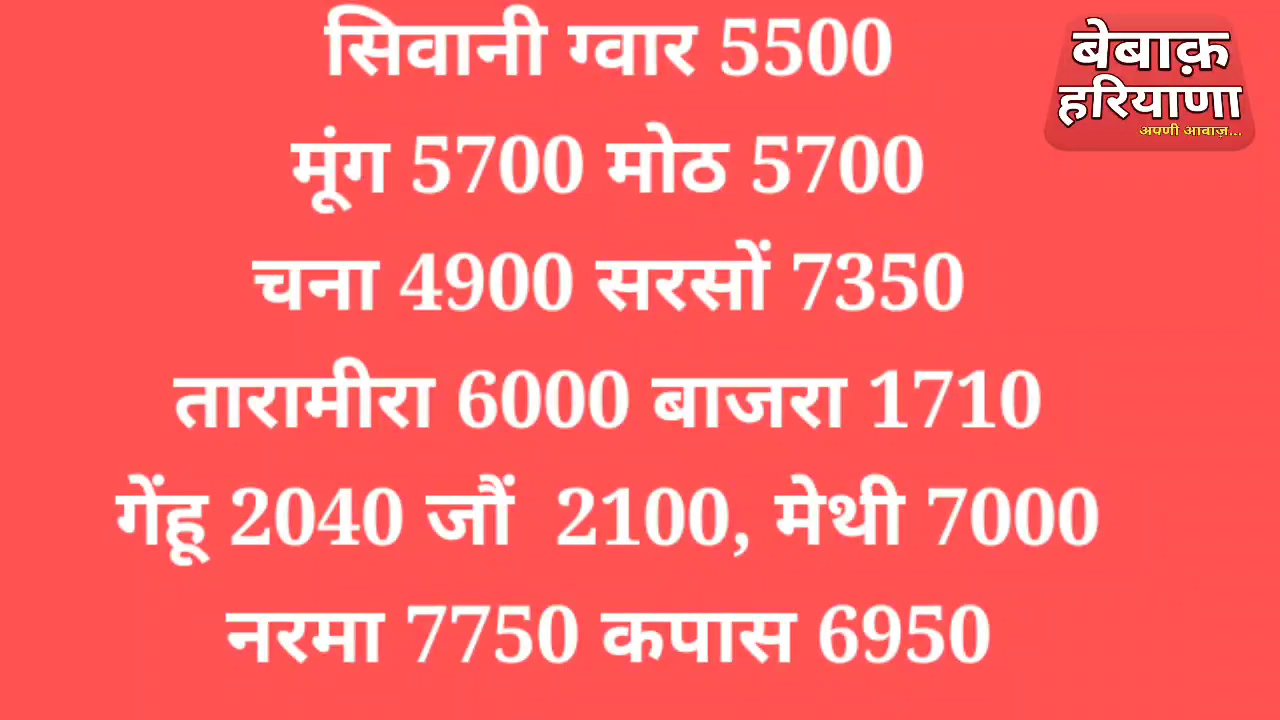 सिवानी ग्वार 5500
मूंग 5700 मोठ 5700
चना 4900 सरसों 7350
तारामीरा 6000 बाजरा 1710
गेंहू 2040 जौं 2100, मेथी 7000
नरमा 7750 कपास 6950
बेबाक़
हरियाणा
अपणी आवाज़...